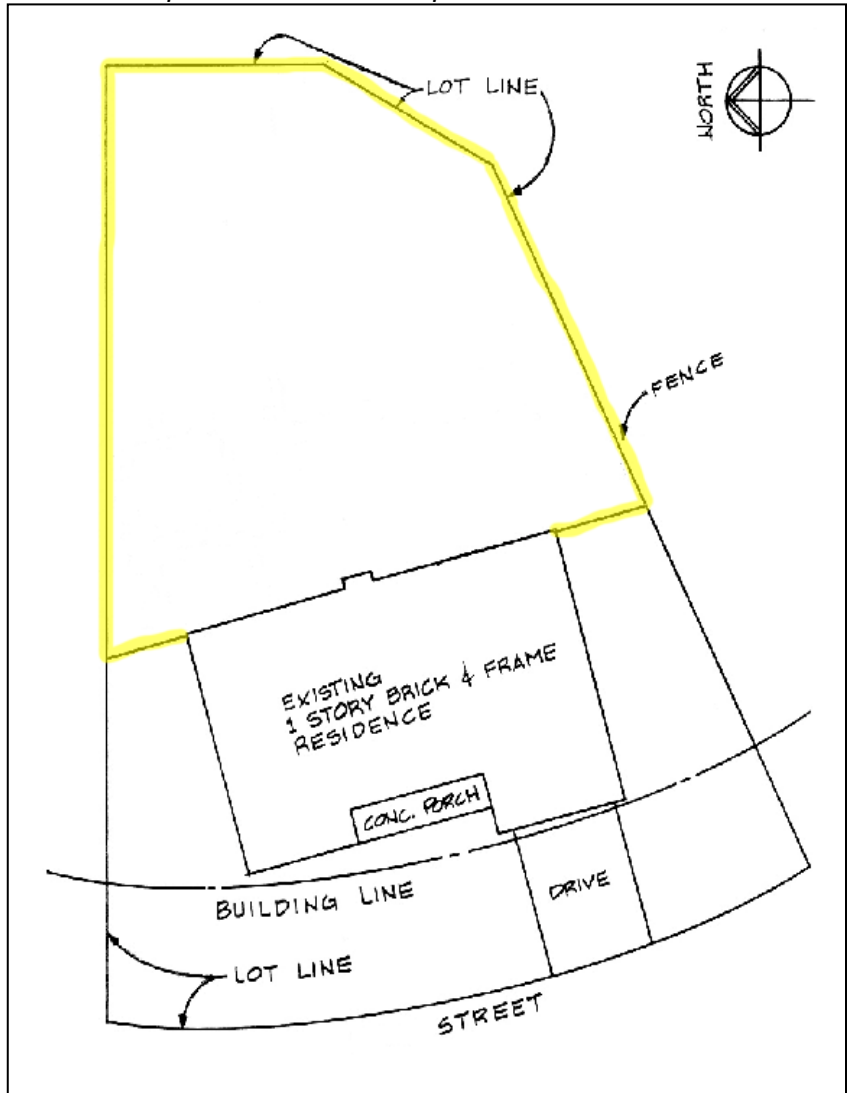 LOT LINE
NORTH
FENCE
EXISTING
1 STORY BRICK & FRAME
RESIDENCE
CONC. PORCH
DRIVE
BUILDING LINE
LOT LINE
STREET